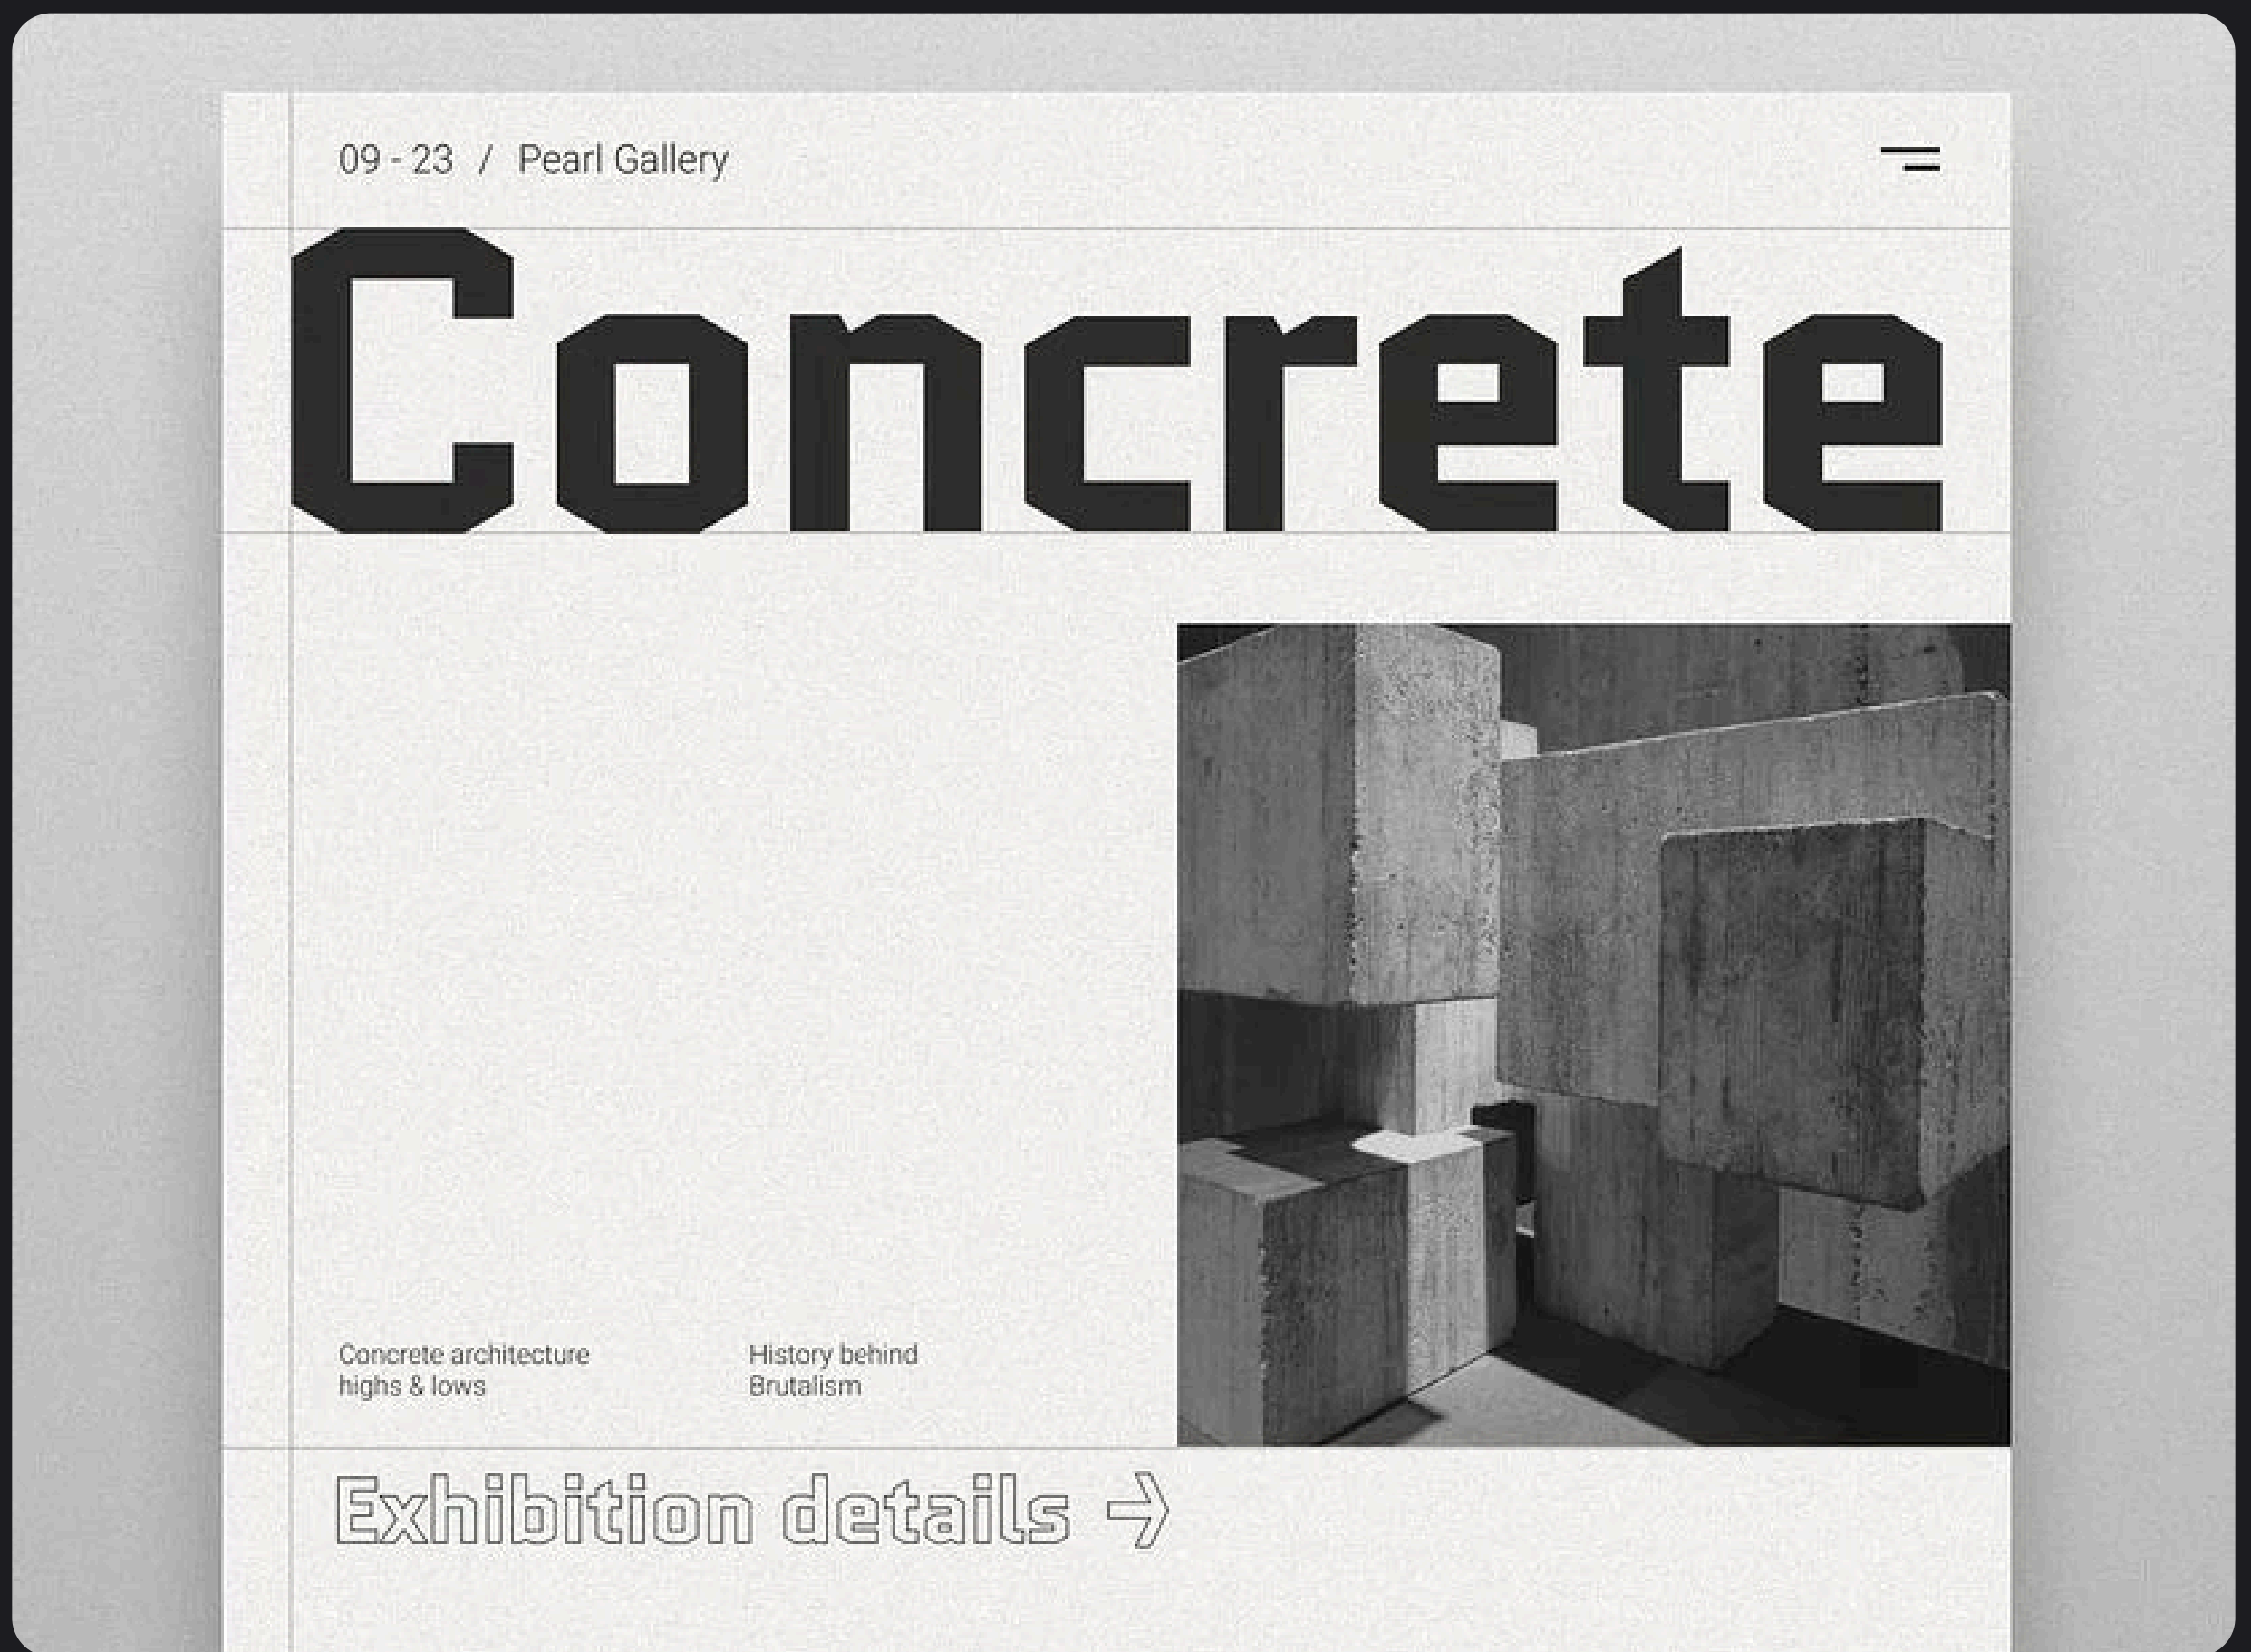 09 - 23 / Pearl Gallery
Concrete
Concrete architecture
highs & lows
History behind
Brutalism
Exhibition details →